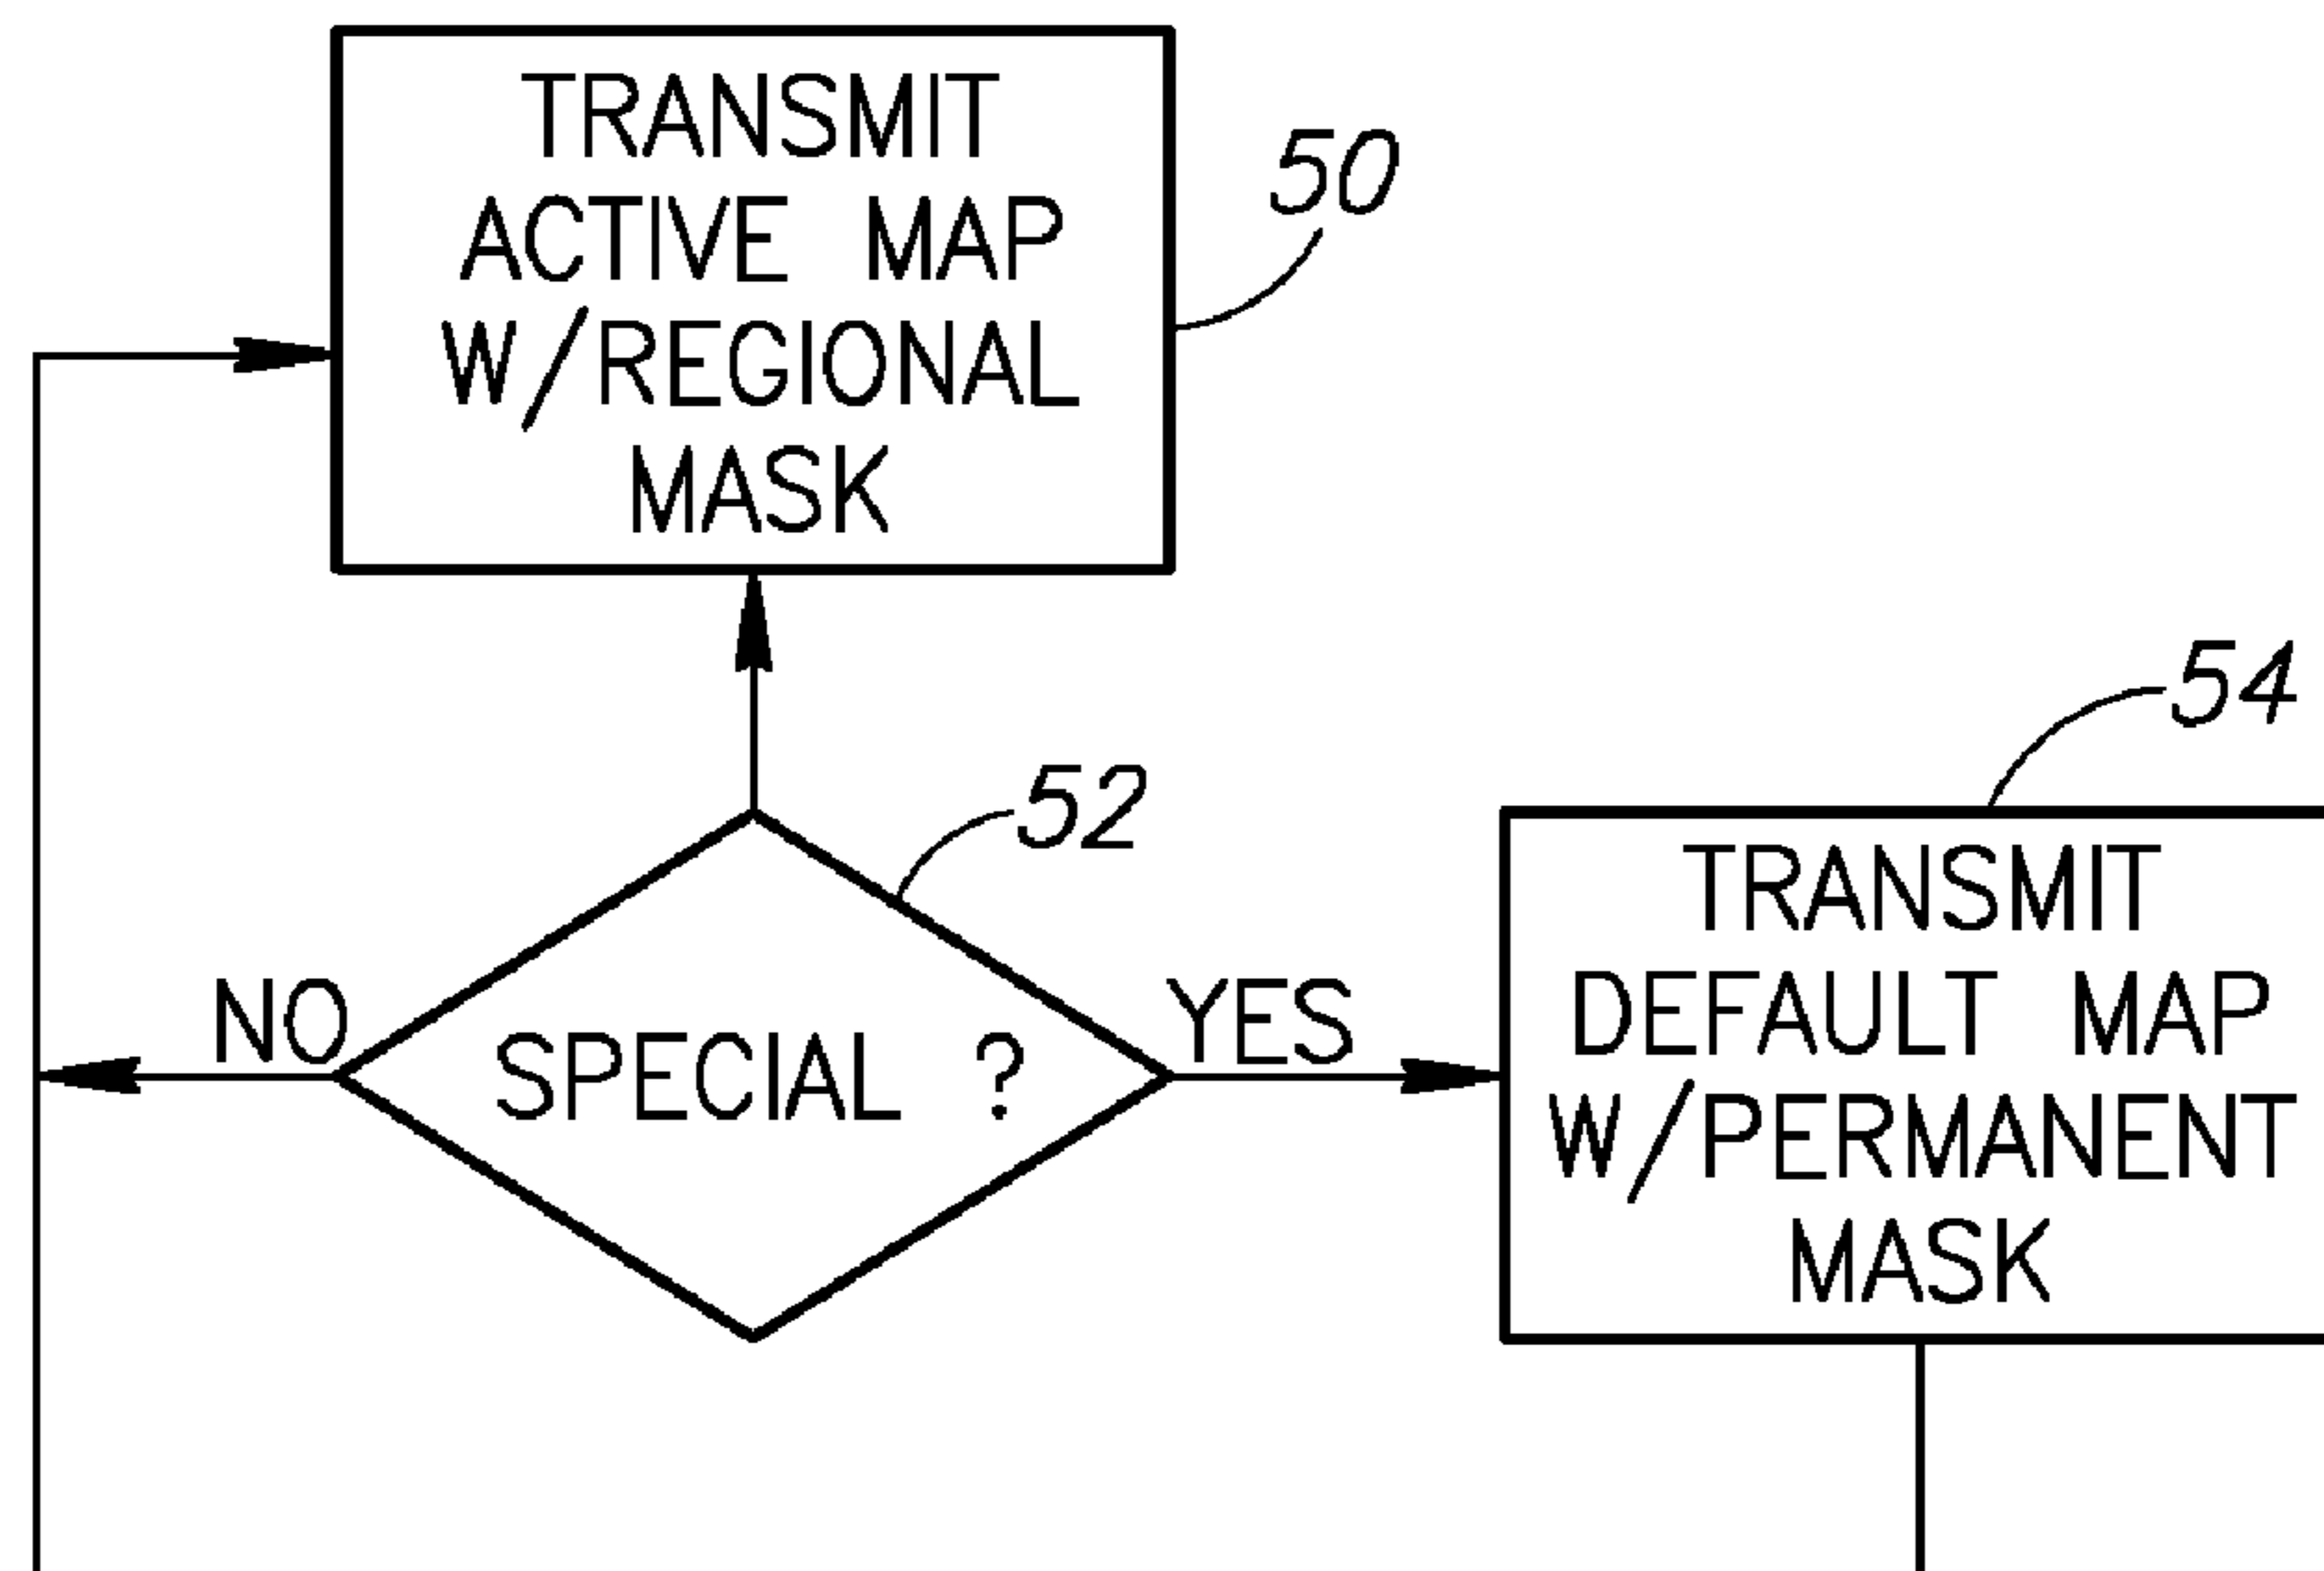 TRANSMIT
ACTIVE MAP
W/REGIONAL
MASK
50
52
NO
SPECIAL ?
YES
54
TRANSMIT
DEFAULT MAP
W/PERMANENT
MASK